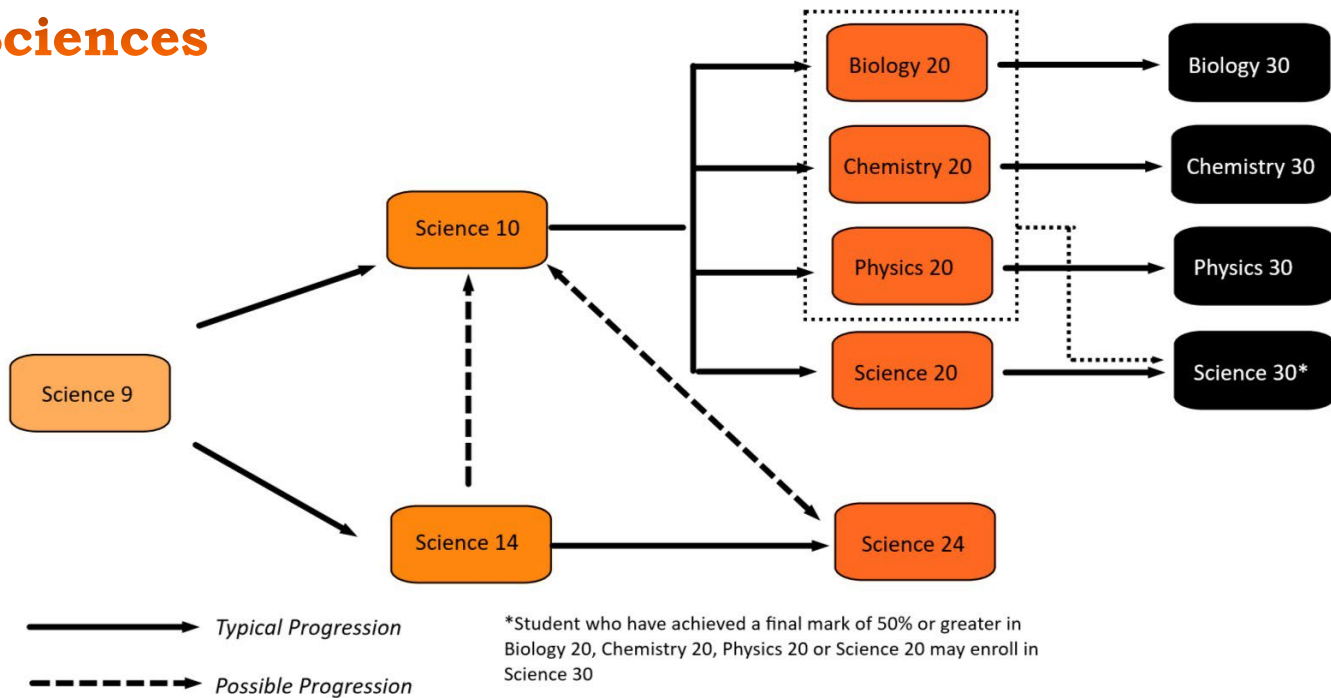 Sciences
Biology 20
Biology 30
Chemistry 20
Chemistry 30
Science 10
Physics 20
Physics 30
Science 9
Science 20
Science 30*
Science 14
Science 24
Typical Progression
Possible Progression
*Student who have achieved a final mark of 50% or greater in
Biology 20, Chemistry 20, Physics 20 or Science 20 may enroll in
Science 30